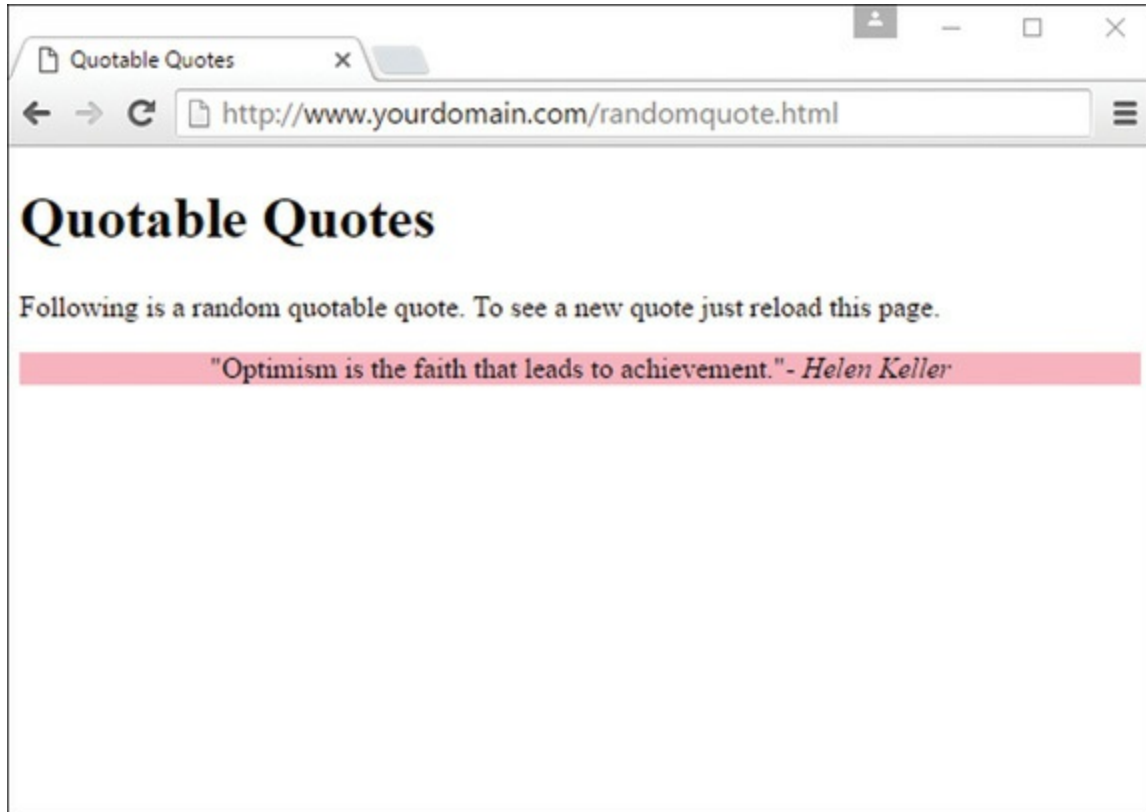 Quotable Quotes
http://www.yourdomain.com/randomquote.html
Quotable Quotes
Following is a random quotable quote. To see a new quote just reload this page.
"Optimism is the faith that leads to achievement."- Helen Keller